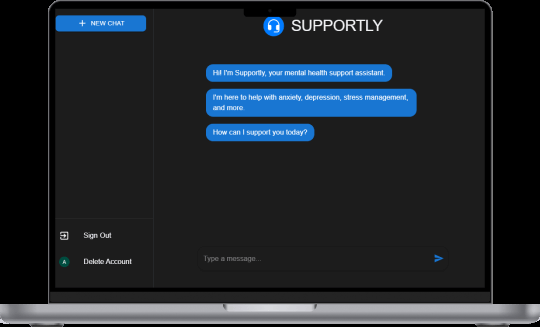 NEW CHAT
SUPPORTLY
Hi! I'm Supportly, your mental health support assistant.
I'm here to help with anxiety, depression, stress management,
and more
How can I support you today?
Sign Out
A
Delete Account
Type a message...